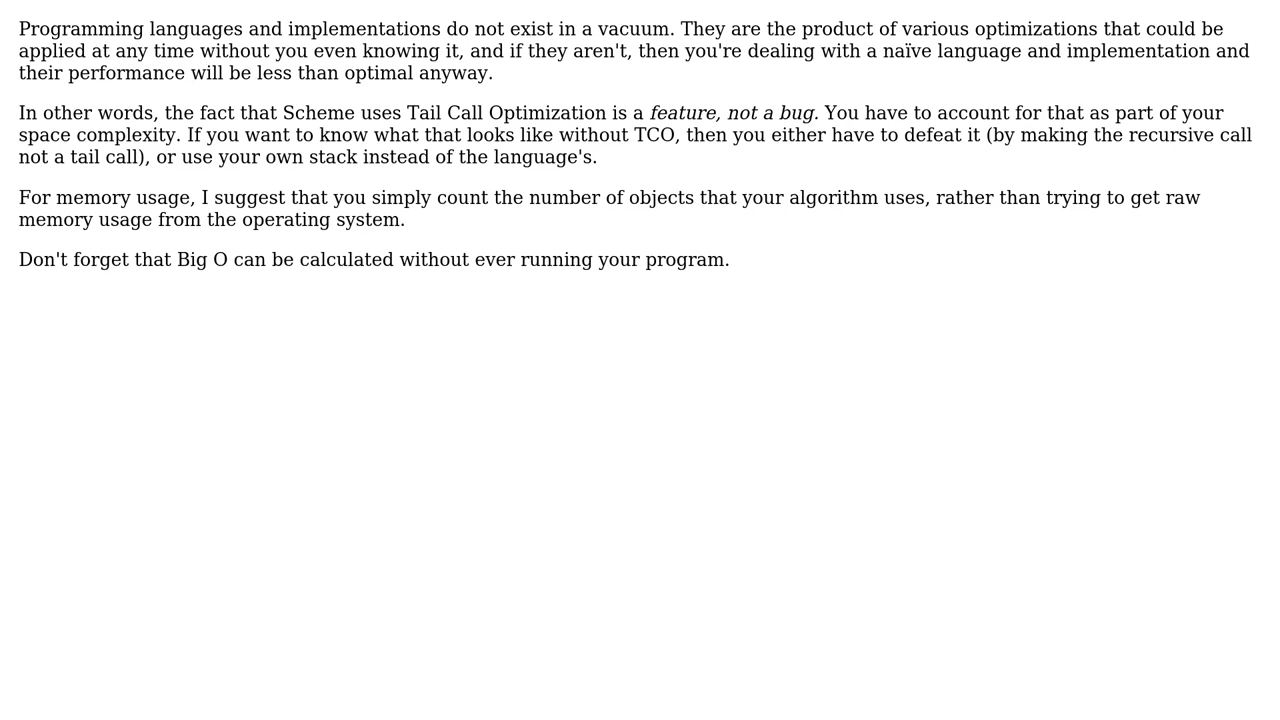 Programming languages and implementations do not exist in a vacuum. They are the product of various optimizations that could be
applied at any time without you even knowing it, and if they aren't, then you're dealing with a naïve language and implementation and
their performance will be less than optimal anyway.
In other words, the fact that Scheme uses Tail Call Optimization is a feature, not a bug. You have to account for that as part of your
space complexity. If you want to know what that looks like without TCO, then you either have to defeat it (by making the recursive call
not a tail call), or use your own stack instead of the language's.
For memory usage, I suggest that you simply count the number of objects that your algorithm uses, rather than trying to get raw
memory usage from the operating system.
Don't forget that Big O can be calculated without ever running your program.